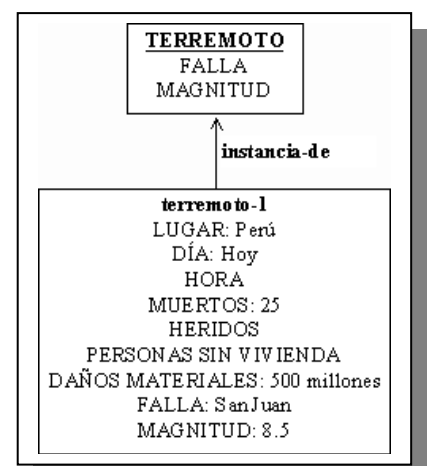 TERREMOTO
FALLA
MAGNITUD
instancia-de
terremoto-1
LUGAR: Perú
DÍA: Hoy
HORA
MUERTOS: 25
HERIDOS
PERSONAS SIN VIVIENDA
DAÑOS MATERIALES: 500 millones
FALLA: SanJuan
MAGNITUD: 8.5